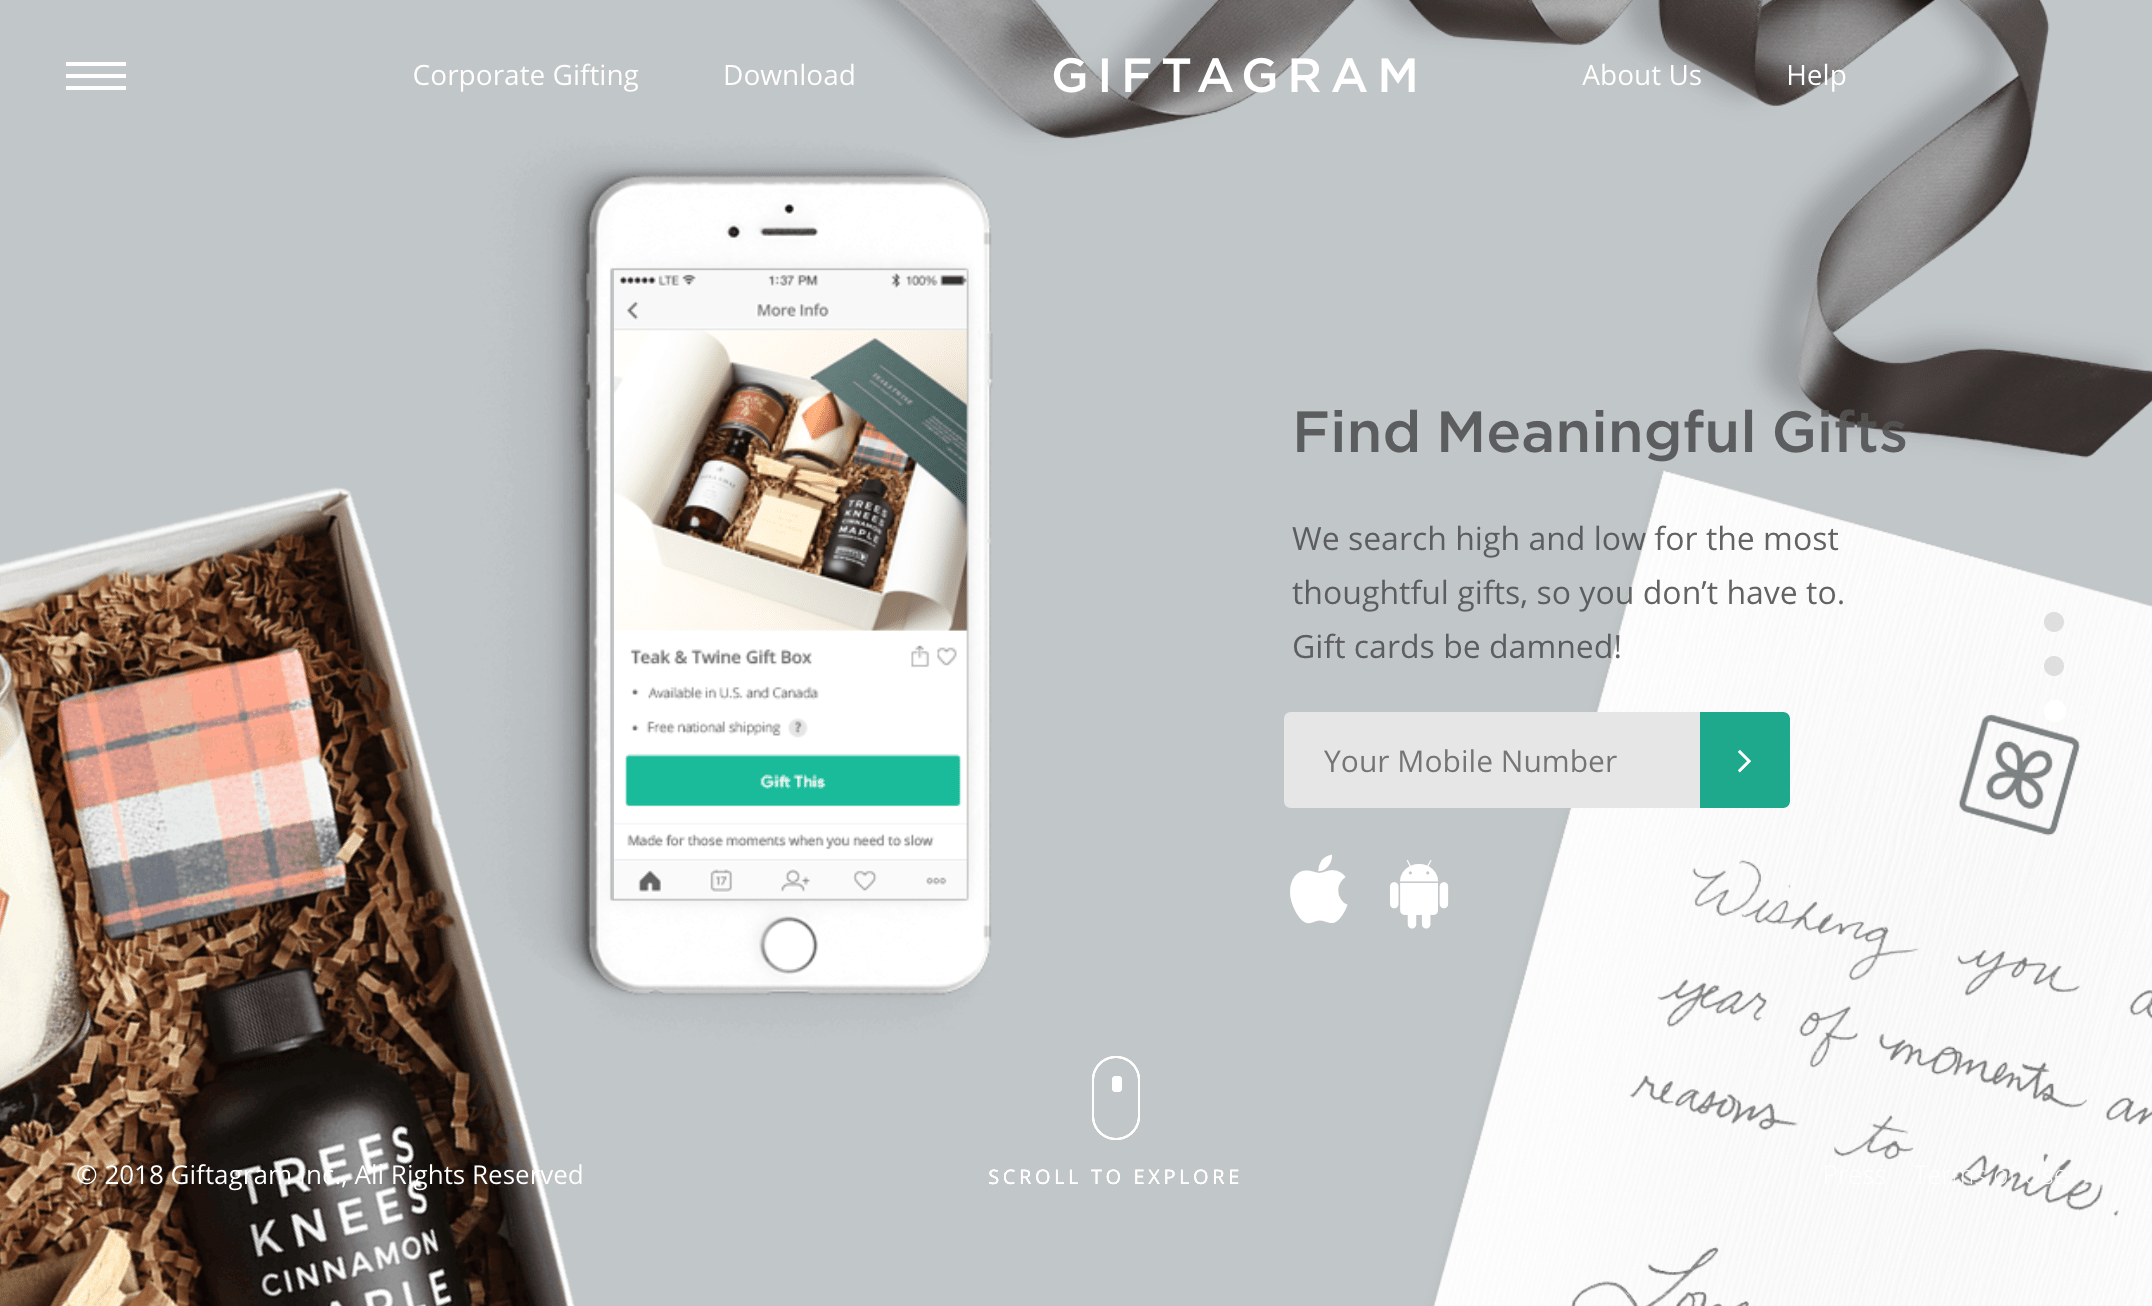 Corporate Gifting
Download
GIFTAGRAM
About Us
Help
LTE
1:37 PM
100%
More Info
Teak & Twine Gift Box
• Available in U.S. and Canada
• Free national shipping ?
Gift This
Made for those moments when you need to slow
17
TREES
KNEES
CINNAMON
MAPLE
Find Meaningful Gifts
We search high and low for the most
thoughtful gifts, so you don’t have to.
Gift cards be damned!
Your Mobile Number
Wishing you
year of moments
reasons to smile.
TREES
KNEES
CINNAMON
© 2018 Giftagram Inc., All Rights Reserved
SCROLL TO EXPLORE